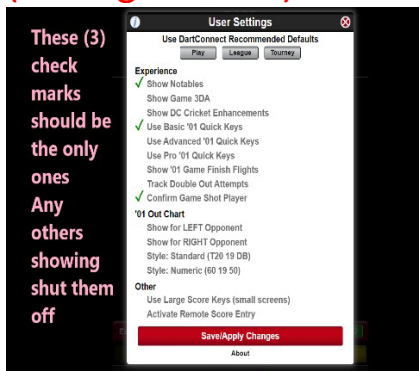 These (3)
check
marks
should be
the only
ones
Any
others
showing
shut them
off
User Settings
Use DartConnect Recommended Defaults
Play League Tourney
Experience
Show Notables
Show Game 3DA
Show DC Cricket Enhancements
Use Basic '01 Quick Keys
Use Advanced '01 Quick Keys
Use Pro '01 Quick Keys
Show '01 Game Finish Flights
Track Double Out Attempts
Confirm Game Shot Player
'01 Out Chart
Show for LEFT Opponent
Show for RIGHT Opponent
Style: Standard (T20 19 DB)
Style: Numeric (60 19 50)
Other
Use Large Score Keys (small screens)
Activate Remote Score Entry
Save/Apply Changes
About